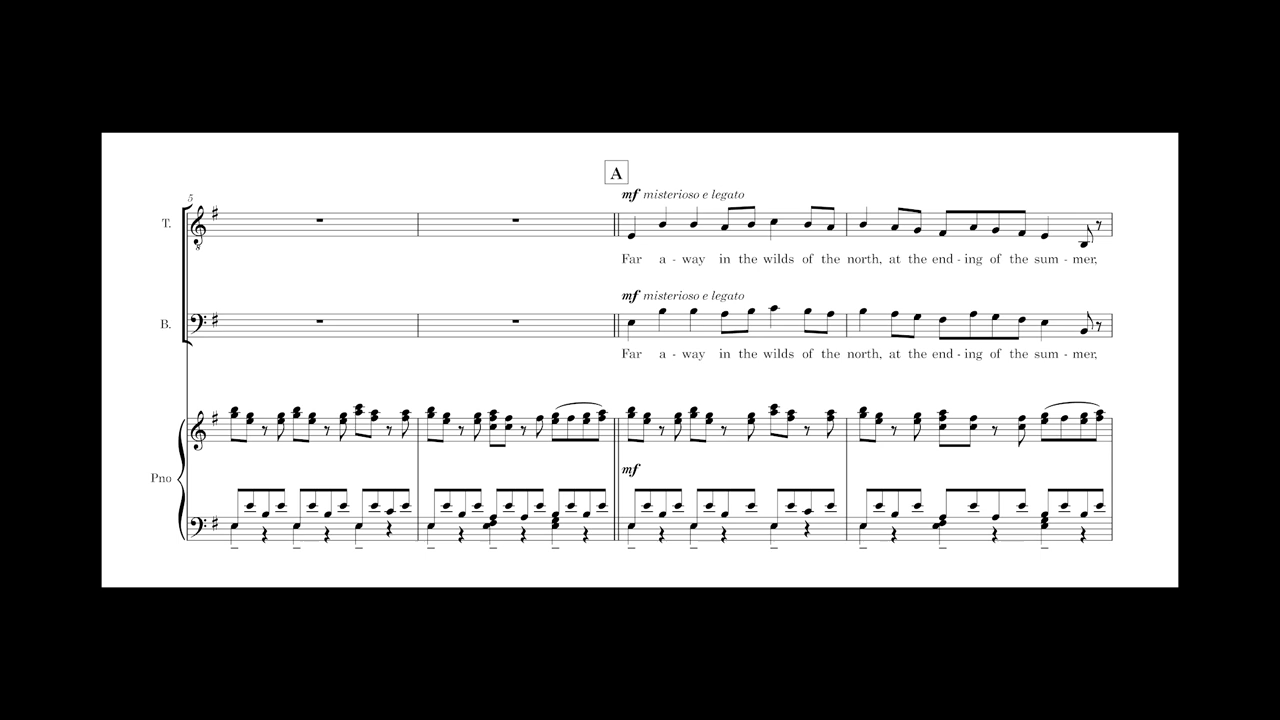 A
5
mf misterioso e legato
T.
8
Far a - way in the wilds of the north, at the end - ing of the sum - mer,
mf misterioso e legato
B.
Far a - way in the wilds of the north, at the end - ing of the sum - mer,
mf
Pno